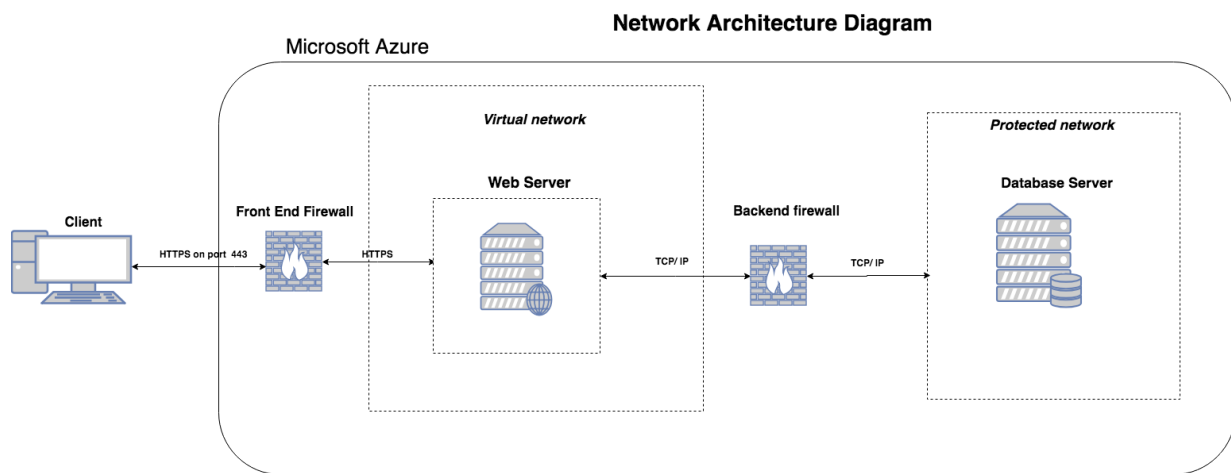 Network Architecture Diagram
Microsoft Azure
Virtual network
Protected network
Web Server
Database Server
Client
Front End Firewall
Backend firewall
HTTPS on port 443
HTTPS
TCP/ IP
TCP/ IP